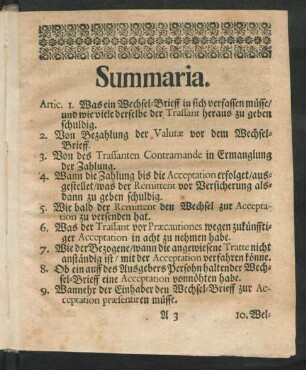 Summaria.
Artic. 1. Was ein Wechsel-Brieff in sich verfassen müsse/
und wie viele derselbe der Trassant heraus zu geben
schuldig.
2. Von Bezahlung der Valutæ vor dem Wechsel-
Brieff.
3. Von des Trassanten Contramande in Ermanglung
der Zahlung.
4. Wann die Zahlung bis die Acceptation erfolget/ aus-
gestellet/ was der Remittent vor Versicherung als-
dann zu geben schuldig.
5. Wie bald der Remittent den Wechsel zur Accepta-
tion zu versenden hat.
6. Was der Trassant vor Præcautiones wegen zukünffti-
ger Acceptation in acht zu nehmen habe.
7. Wie der Bezogene/ wann die angewiesene Tratte nicht
anständig ist/ mit der Acceptation verfahren könne.
8. Ob ein auff des Ausgebers Persohn haltender Wech-
sel-Brieff eine Acceptation vonnöhten habe.
9. Wannehr der Einhaber den Wechsel-Brieff zur Ac-
ceptation præsentiren müsse.
A 3 10. Wel-